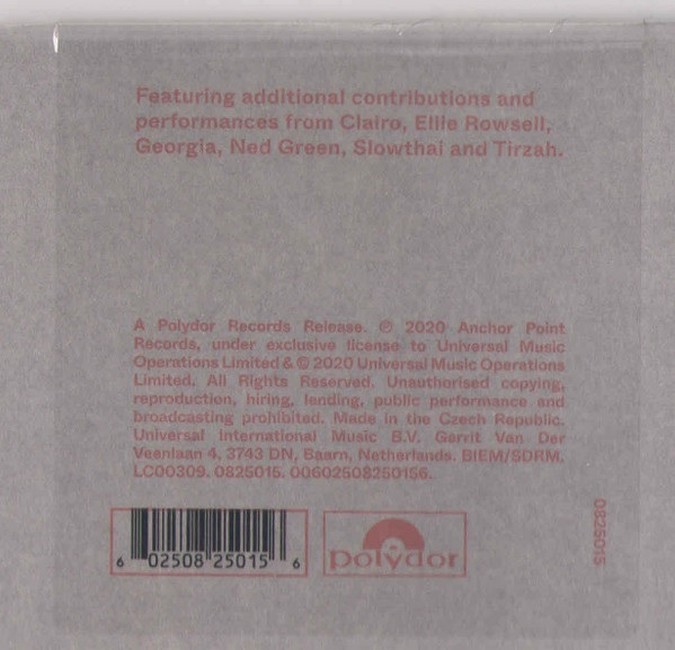 Featuring additional contributions and
performances from Clairo, Ellie Rowsell,
Georgia, Ned Green, Slowthai and Tirzah.
A Polydor Records Release. ℗ 2020 Anchor Point
Records, under exclusive license to Universal Music
Operations Limited & © 2020 Universal Music Operations
Limited. All Rights Reserved. Unauthorised copying,
reproduction, hiring, lending, public performance and
broadcasting prohibited. Made in the Czech Republic.
Universal International Music B.V. Gerrit Van Der
Veenlaan 4, 3743 DN, Baarn, Netherlands. BIEM/SDRM.
LC00309. 0825015. 00602508250156.
6 02508 25015 6
polydor
0825015